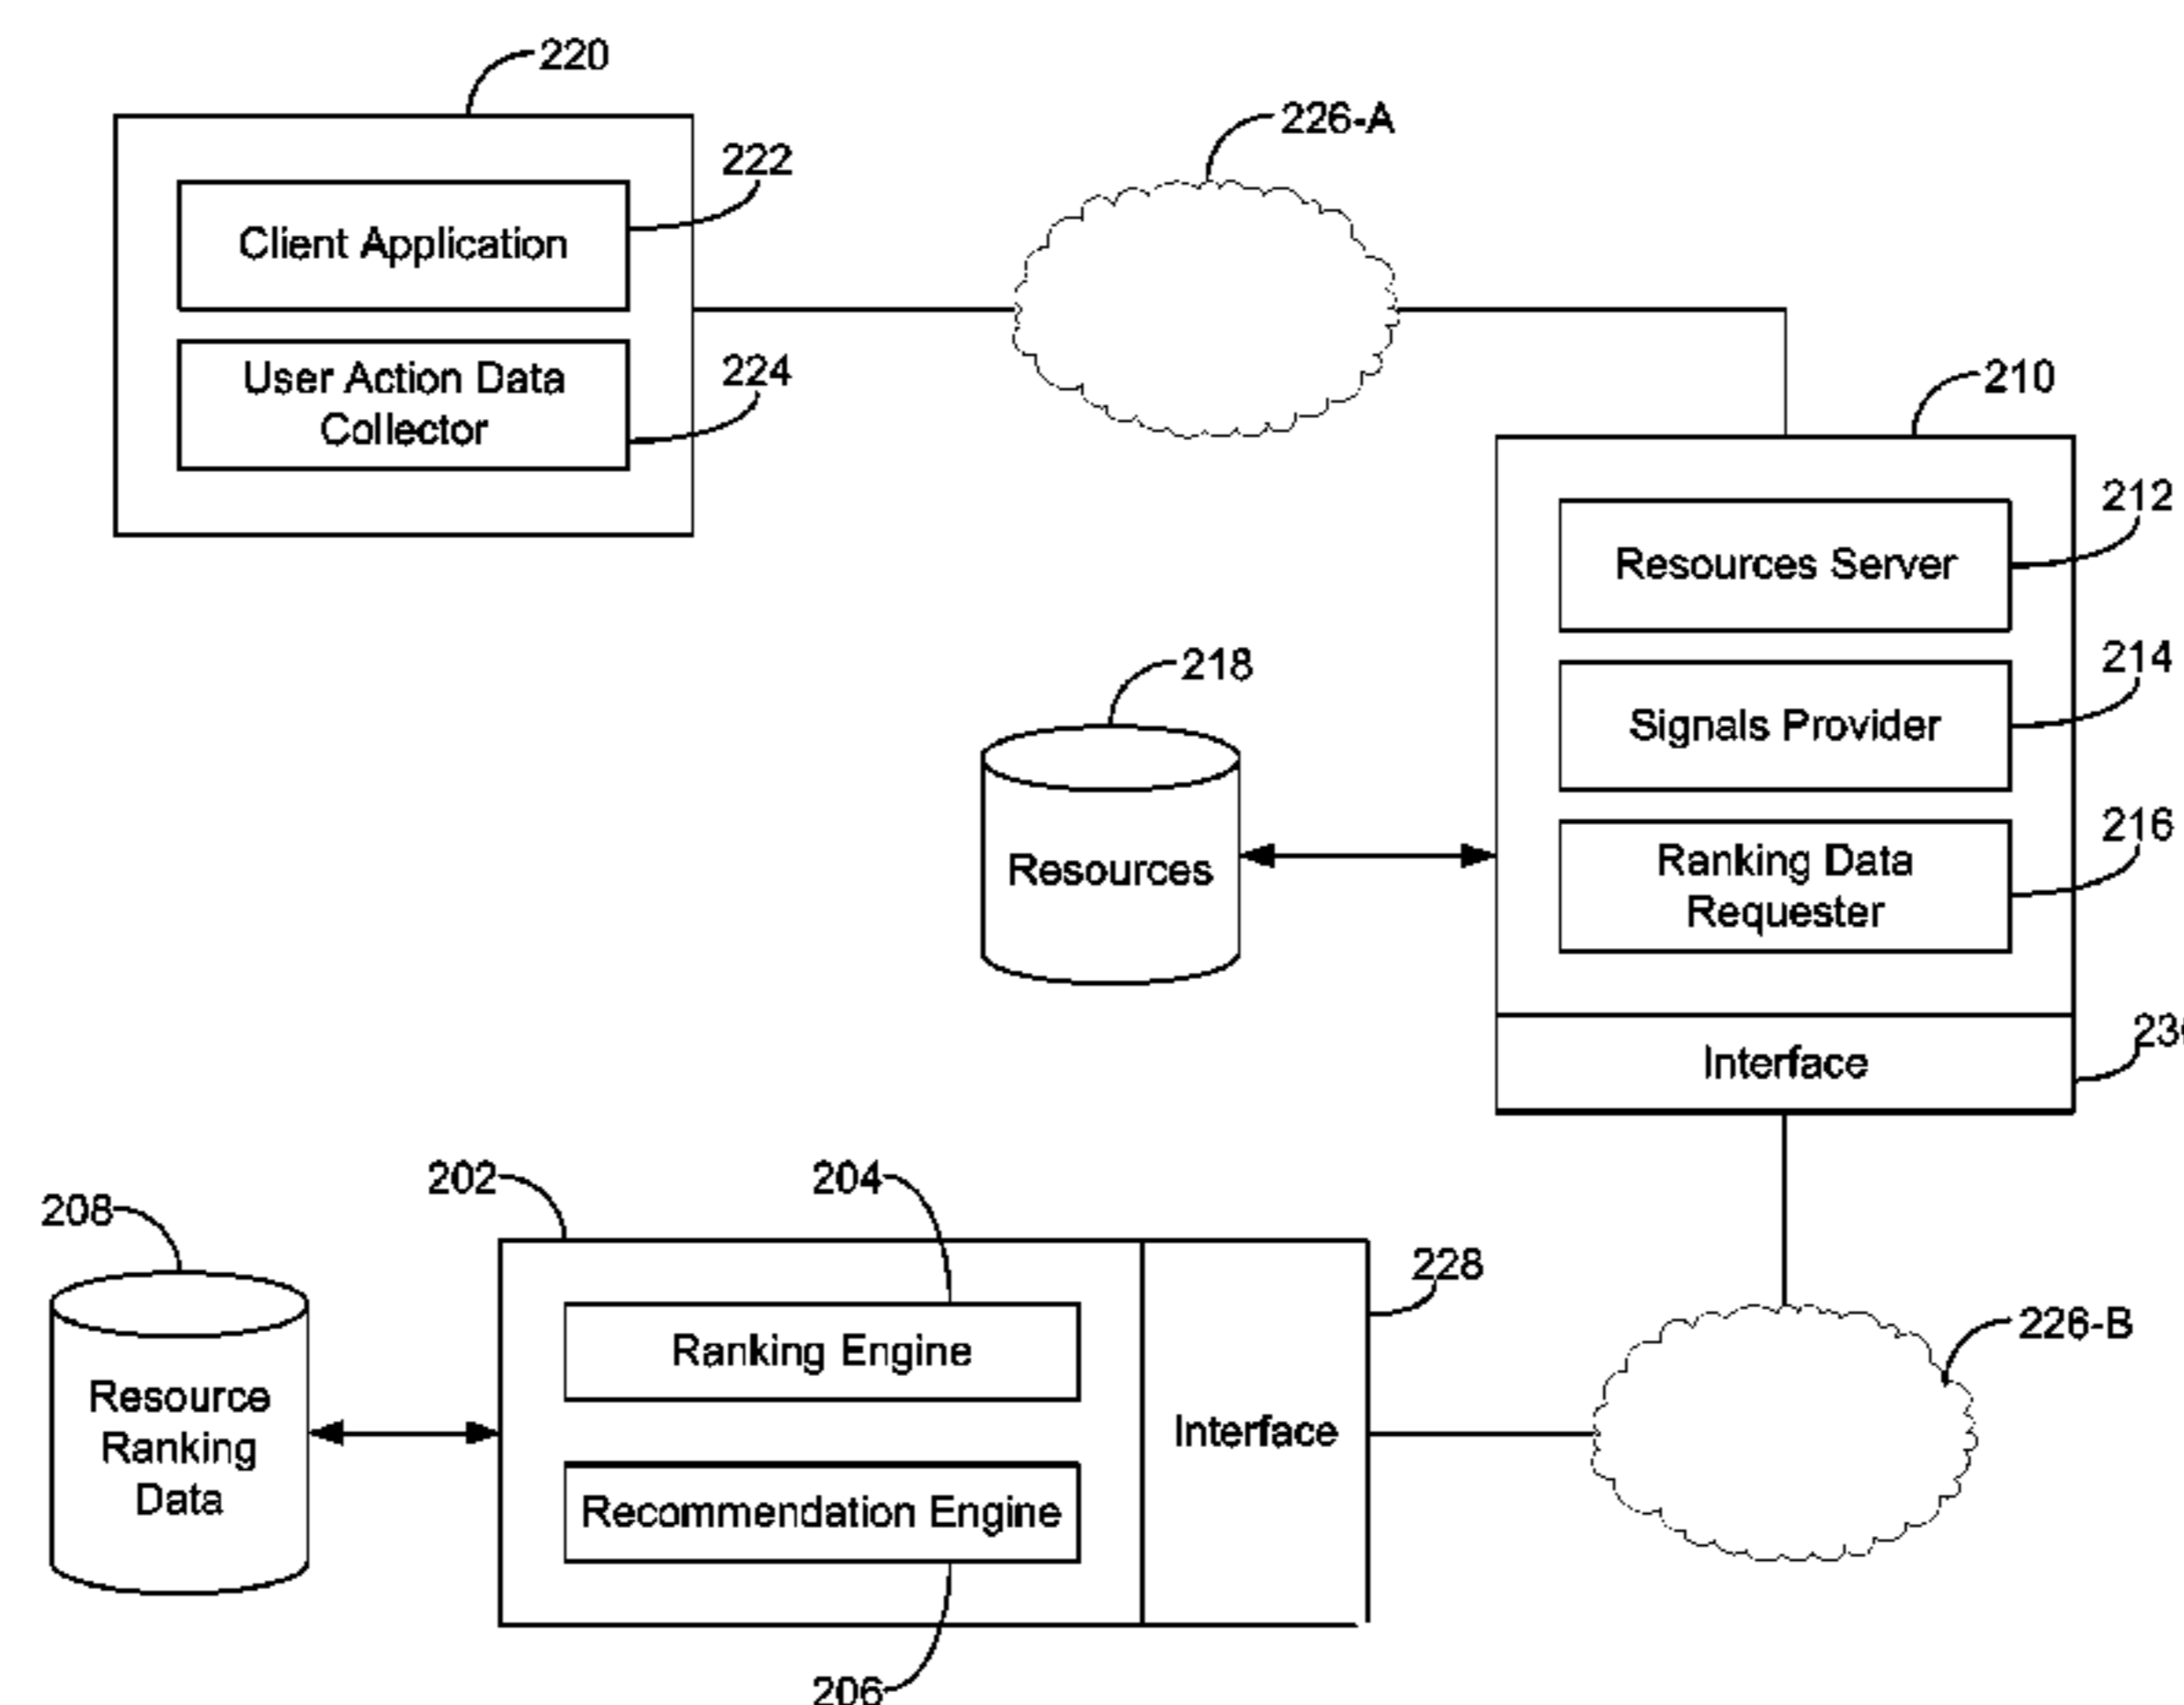 220
226-A
222
Client Application
224
User Action Data
Collector
210
212
Resources Server
214
Signals Provider
218
216
Resources
Ranking Data
Requester
Interface
202
204
208
228
226-B
Ranking Engine
Resource
Ranking
Data
Interface
Recommendation Engine
206